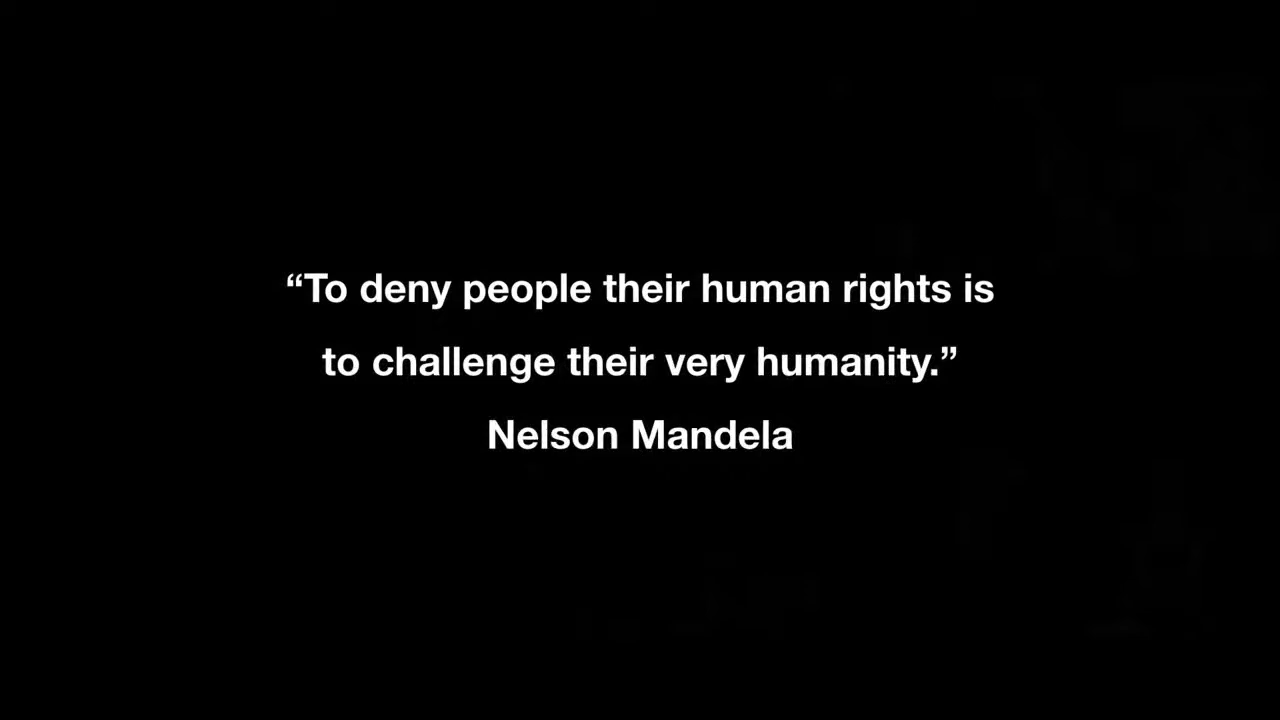 “To deny people their human rights is
to challenge their very humanity.”
Nelson Mandela